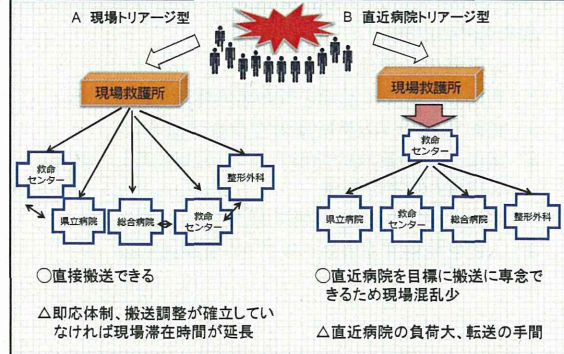 A 現場トリアージ型
B 直近病院トリアージ型
現場救護所
現場救護所
救命
センター
県立病院
総合病院
救命
センター
整形外科
救命
センター
県立病院
救命
センター
総合病院
整形外科
○直接搬送できる
△即応体制、搬送調整が確立してい
なければ現場滞在時間が延長
○直近病院を目標に搬送に専念で
きるため現場混乱少
△直近病院の負荷大、転送の手間